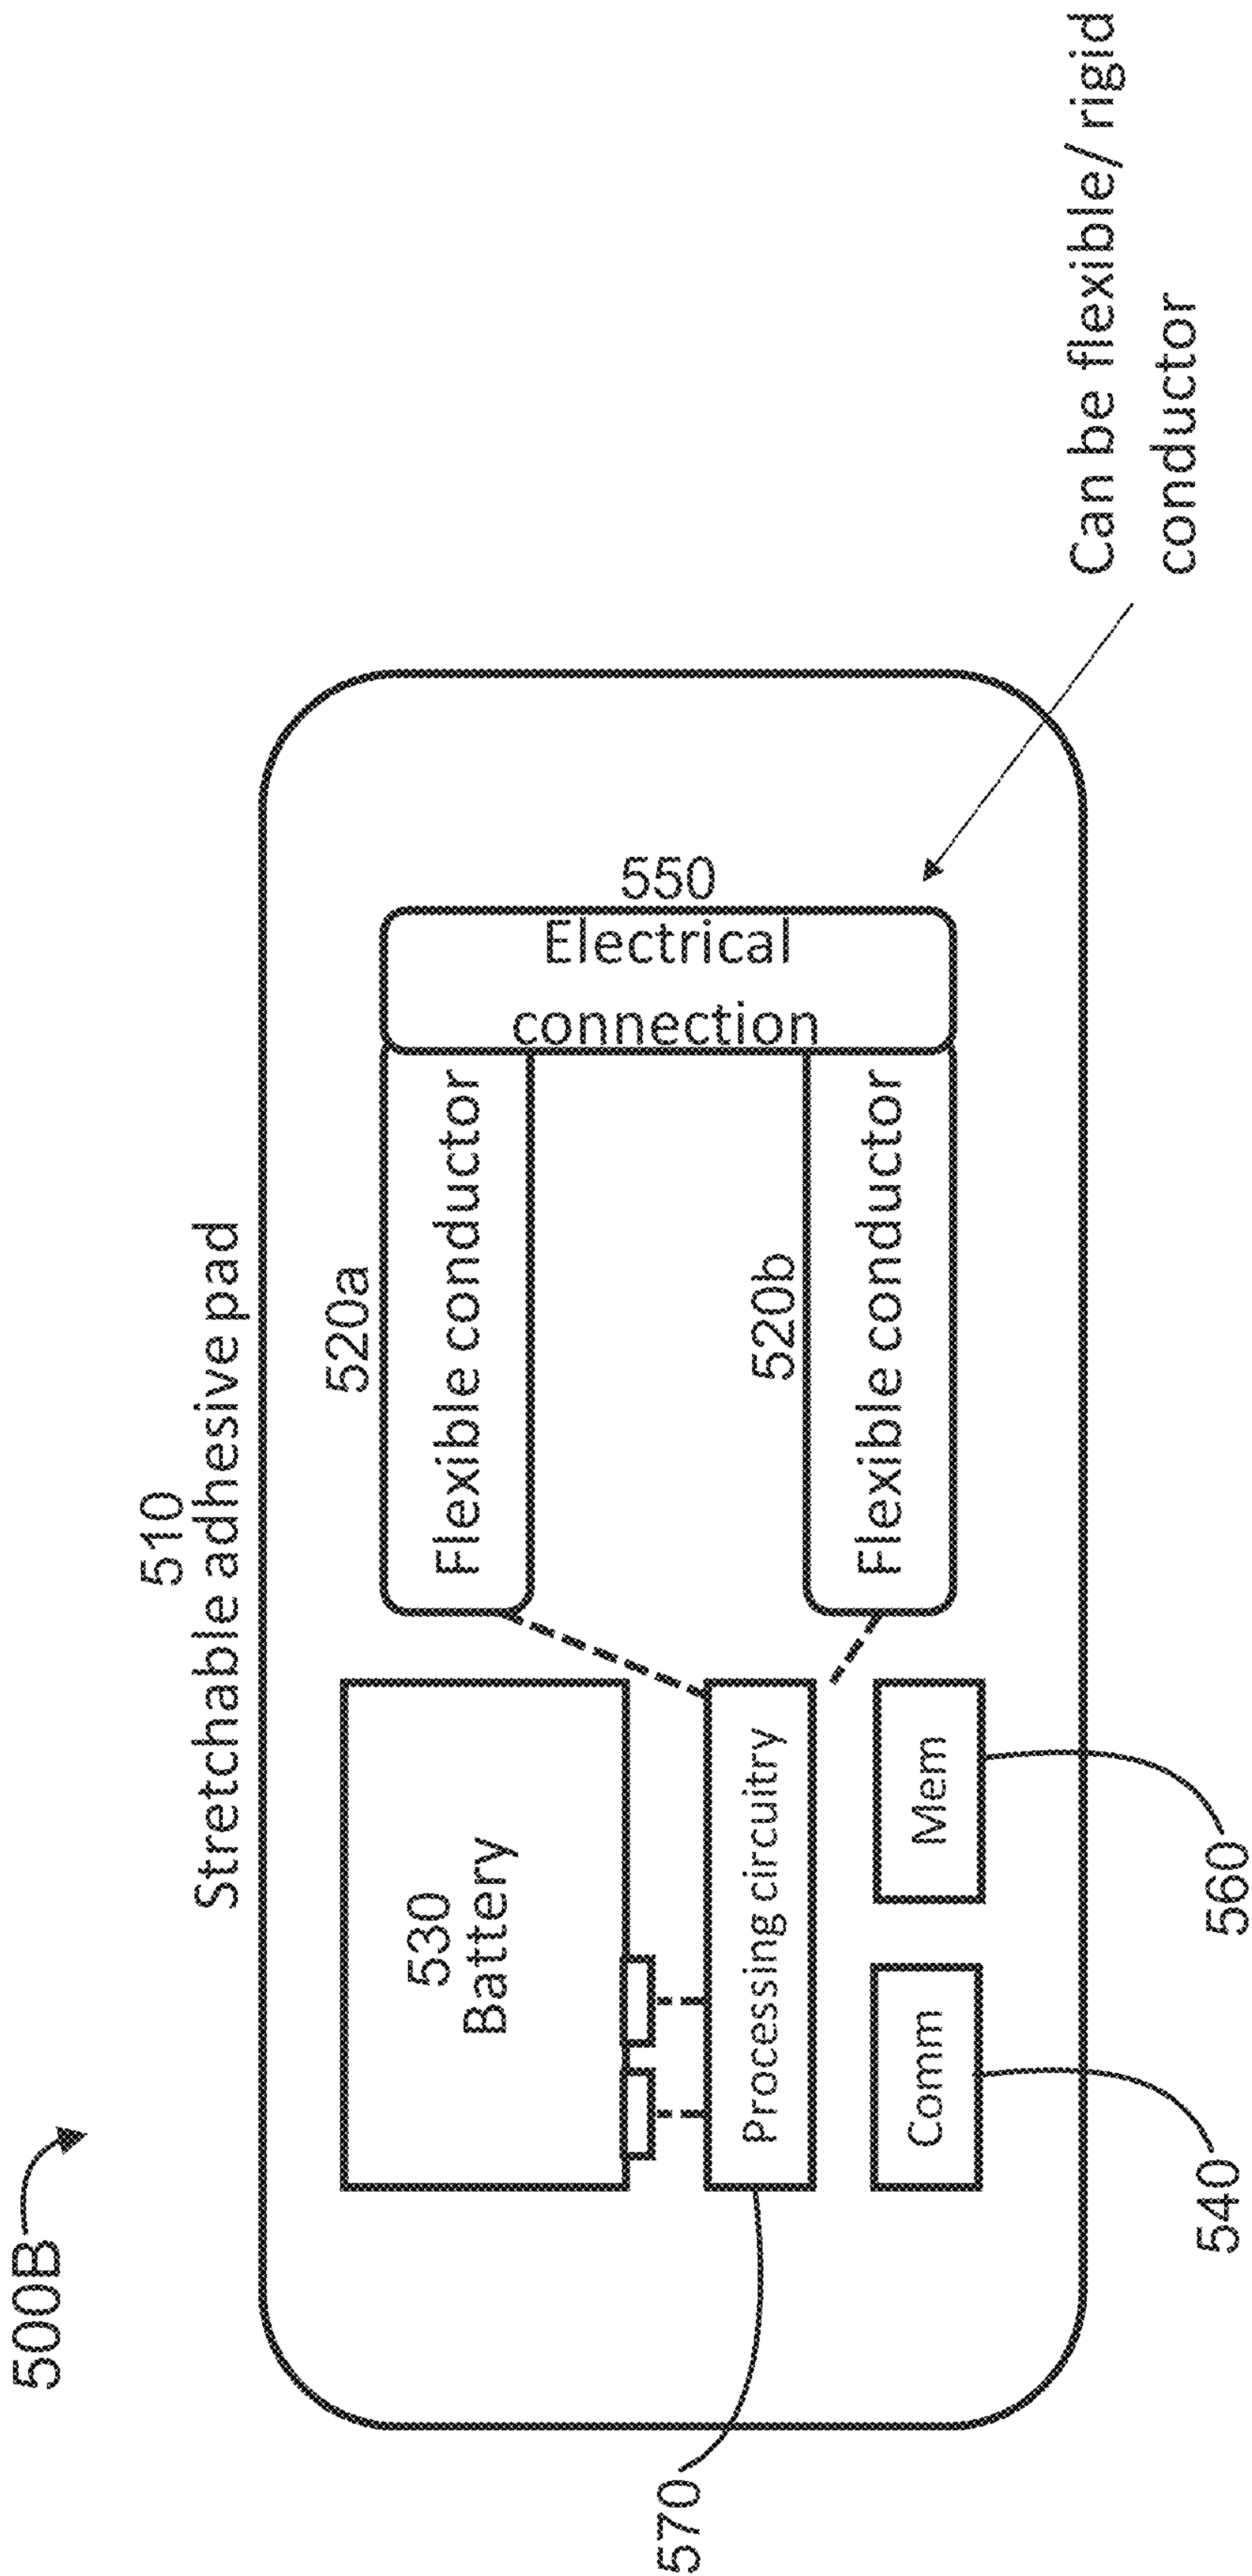 500B
510
Stretchable adhesive pad
530
Battery
520a
Flexible conductor
550
Electrical
connection
Processing circuitry
520b
Flexible conductor
570
Comm
Mem
540
560
Can be flexible/ rigid
conductor